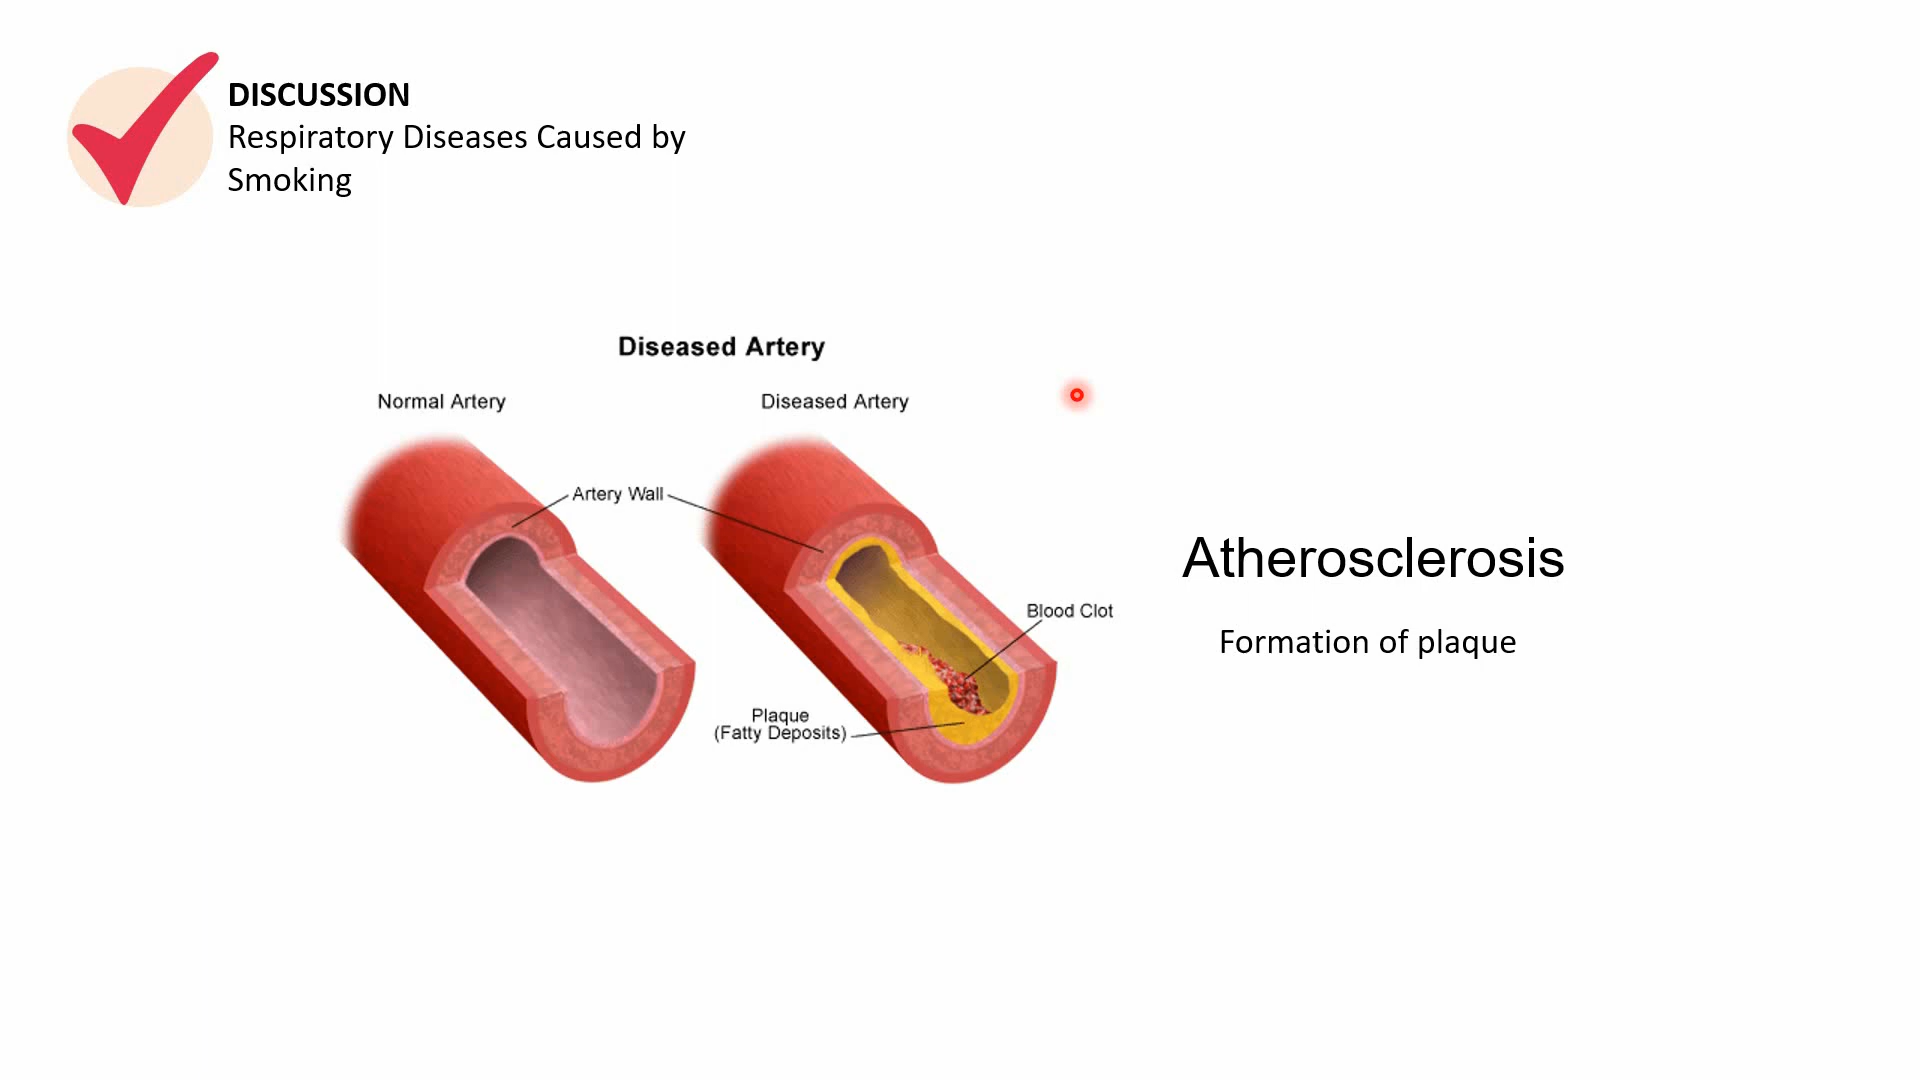 DISCUSSION
Respiratory Diseases Caused by
Smoking
Diseased Artery
Normal Artery
Diseased Artery
Artery Wall
Blood Clot
Plaque
(Fatty Deposits)
Atherosclerosis
Formation of plaque